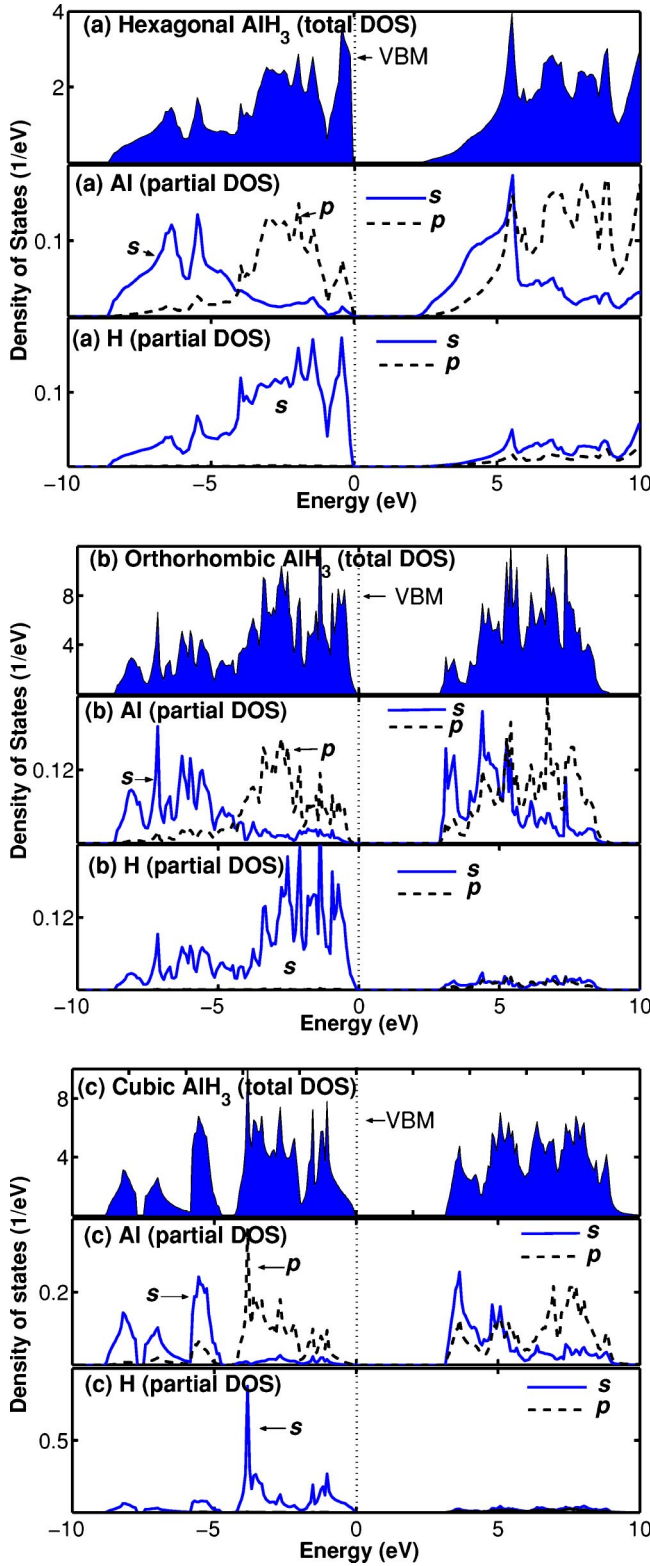 (a) Hexagonal AlH3 (total DOS)
VBM
4
2
(a) Al (partial DOS)
s
p
s
p
0.1
(a) H (partial DOS)
s
p
s
0.1
Density of States (1/eV)
−10 −5 0 5 10
Energy (eV)
(b) Orthorhombic AlH3 (total DOS)
VBM
8
4
(b) Al (partial DOS)
s
p
s
p
0.12
(b) H (partial DOS)
s
p
s
0.12
Density of States (1/eV)
−10 −5 0 5 10
Energy (eV)
(c) Cubic AlH3 (total DOS)
VBM
8
4
(c) Al (partial DOS)
s
p
s
p
0.2
(c) H (partial DOS)
s
p
s
0.5
Density of states (1/eV)
−10 −5 0 5 10
Energy (eV)